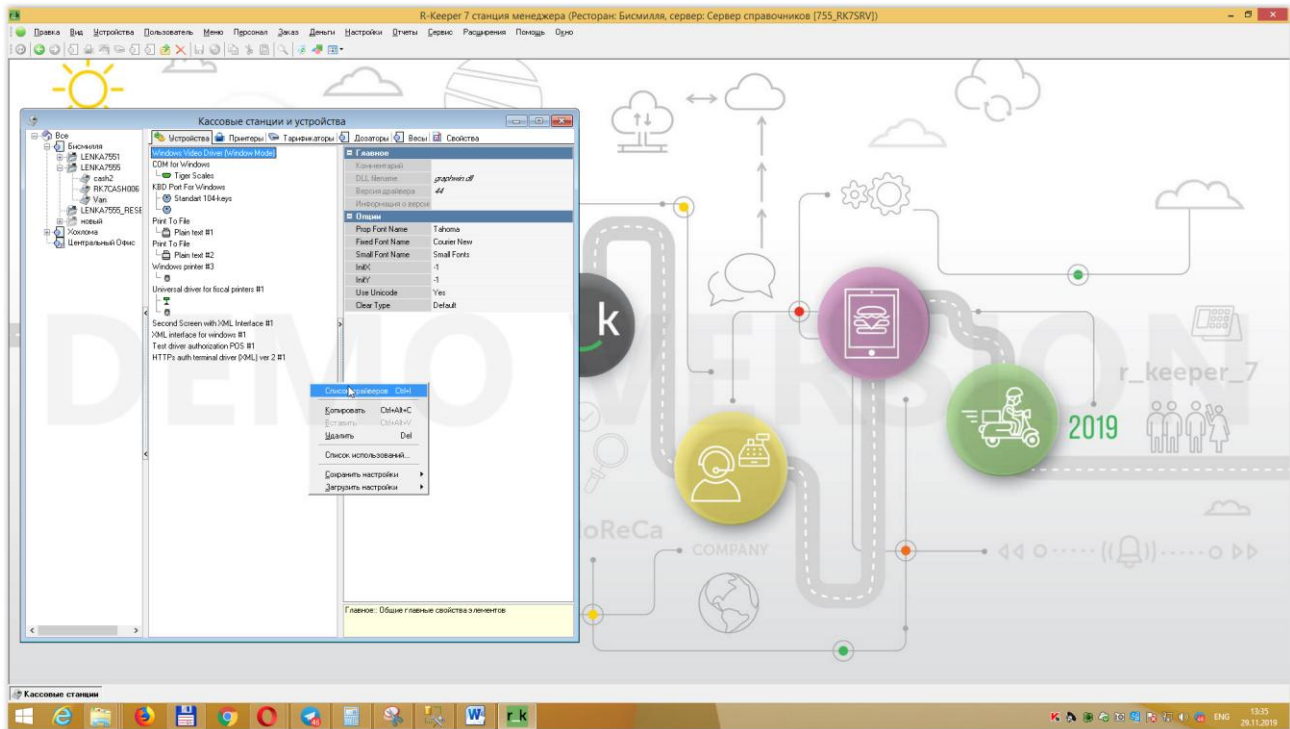 R-Keeper 7 станция менеджера (Ресторан: Бисмилля, сервер: Сервер справочников [755_RK7SRV])
Правка Вид Устройства Пользователь Меню Персонал Заказ Деньги Настройки Отчеты Сервис Расширения Помощь Окно
Кассовые станции и устройства
Все
Бисмилля
LENKA7551
LENKA7555
cash2
RK7CASH006
Van
LENKA7555_RESE
новый
Хохлома
Центральный Офис
Устройства Принтеры Тарификаторы Дозаторы Весы Свойства
Windows Video Driver (Window Mode)
COM for Windows
Tiger Scales
KBD Port For Windows
Standart 104-keys
Print To File
Plain text #1
Print To File
Plain text #2
Windows printer #3
Universal driver for fiscal printers #1
Second Screen with XML Interface #1
XML interface for windows #1
Test driver authorization POS #1
HTTPx auth terminal driver (XML) ver 2 #1
Главное
Комментарий
DLL filename graphwin.dll
Версия драйвера 44
Информация о верси
Опции
Prop Font Name Tahoma
Fixed Font Name Courier New
Small Font Name Small Fonts
InitX -1
InitY -1
Use Unicode Yes
Clear Type Default
Список драйверов Ctrl+I
Копировать Ctrl+Alt+C
Вставить Ctrl+Alt+V
Удалить Del
Список использований...
Сохранить настройки
Загрузить настройки
Главное:: Общие главные свойства элементов
DEMO VERSION
k
r_keeper_7
2019
HoReCa
COMPANY
Кассовые станции
W
r_k
ENG
13:35
29.11.2019